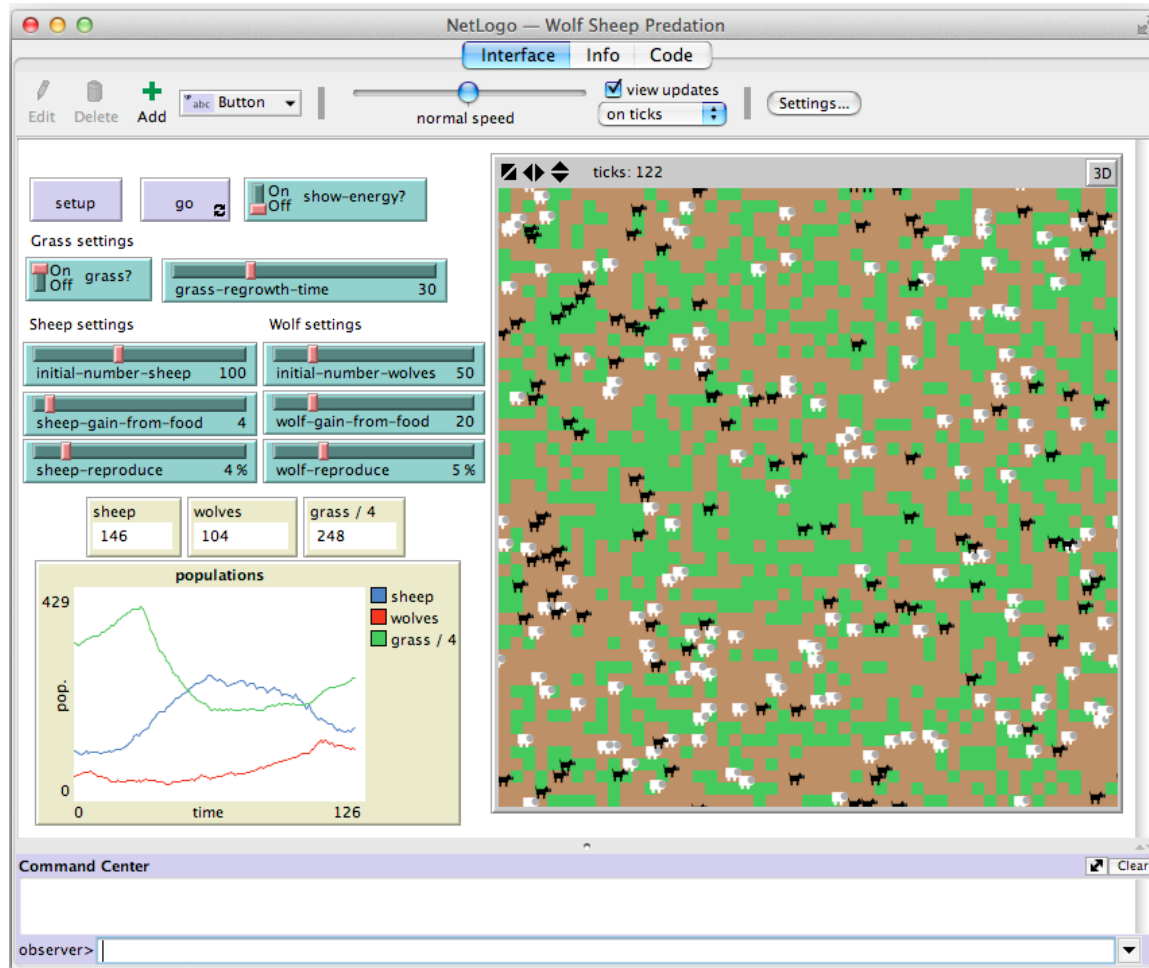 NetLogo — Wolf Sheep Predation
Interface Info Code
Edit Delete Add abc Button normal speed view updates on ticks Settings...
ticks: 122 3D
setup go On Off show-energy?
Grass settings
On Off grass? grass-regrowth-time 30
Sheep settings Wolf settings
initial-number-sheep 100 initial-number-wolves 50
sheep-gain-from-food 4 wolf-gain-from-food 20
sheep-reproduce 4 % wolf-reproduce 5 %
sheep wolves grass / 4
146 104 248
populations
429
pop.
0
0 time 126
sheep
wolves
grass / 4
Command Center Clear
observer>